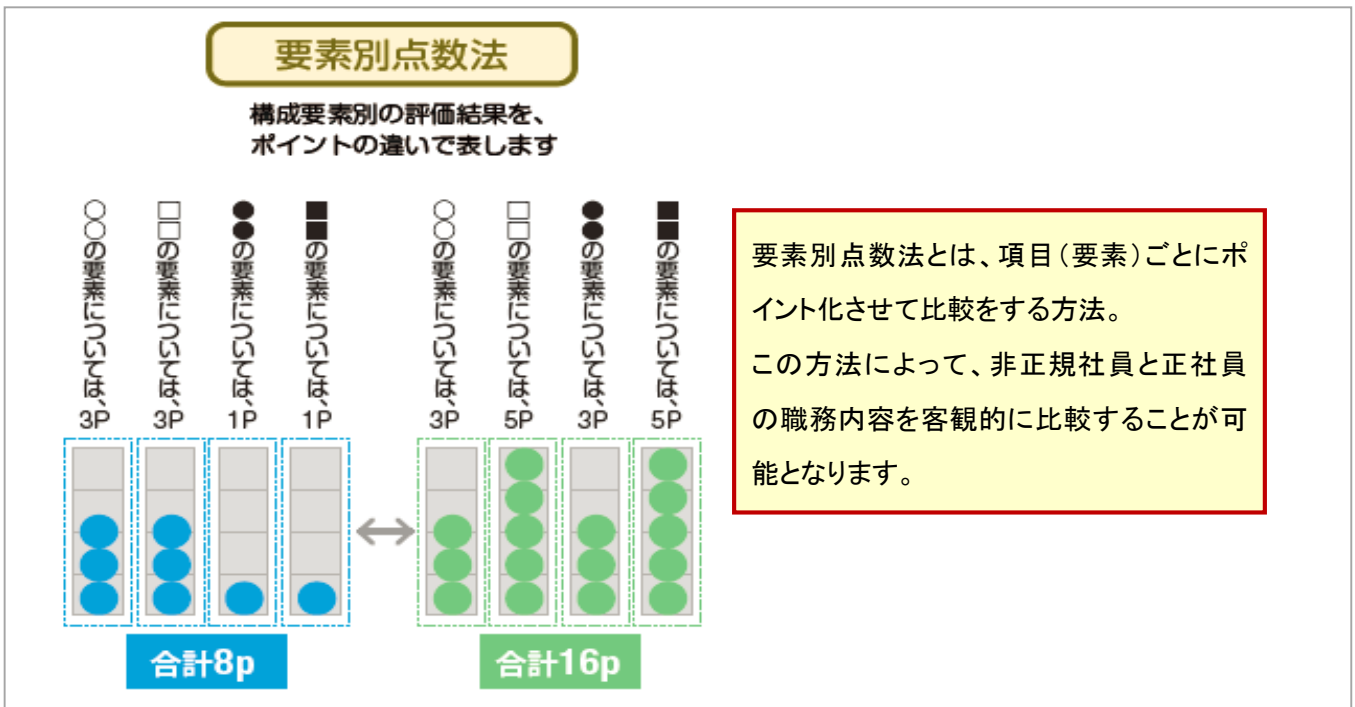 要素別点数法
構成要素別の評価結果を、
ポイントの違いで表します
○○の要素については、3P
□□の要素については、3P
●●の要素については、1P
■■の要素については、1P
○○の要素については、3P
□□の要素については、5P
●●の要素については、3P
■■の要素については、5P
合計8p
合計16p
要素別点数法とは、項目(要素)ごとにポ
イント化させて比較をする方法。
この方法によって、非正規社員と正社員
の職務内容を客観的に比較することが可
能となります。